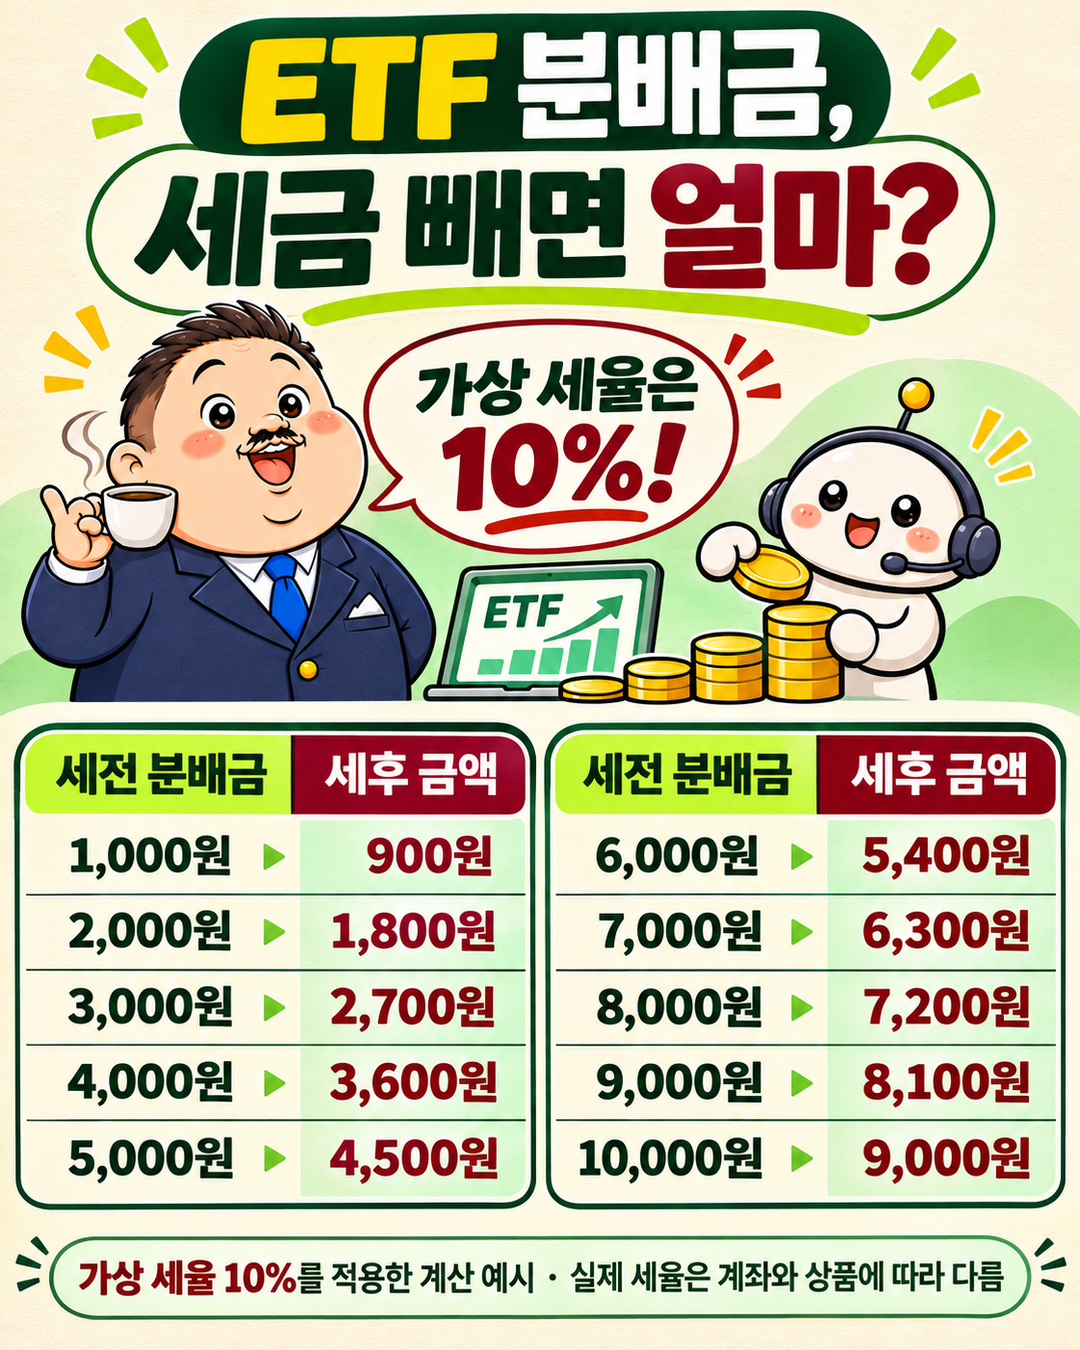 ETF 분배금,
세금 빼면 얼마?
가상 세율은
10%!
ETF
세전 분배금 세후 금액
1,000원 ▶ 900원
2,000원 ▶ 1,800원
3,000원 ▶ 2,700원
4,000원 ▶ 3,600원
5,000원 ▶ 4,500원
세전 분배금 세후 금액
6,000원 ▶ 5,400원
7,000원 ▶ 6,300원
8,000원 ▶ 7,200원
9,000원 ▶ 8,100원
10,000원 ▶ 9,000원
가상 세율 10%를 적용한 계산 예시 · 실제 세율은 계좌와 상품에 따라 다름